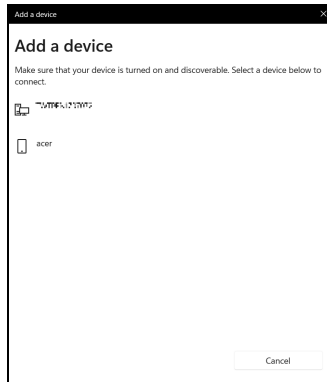 Add a device
Add a device
Make sure that your device is turned on and discoverable. Select a device below to
connect.
acer
Cancel